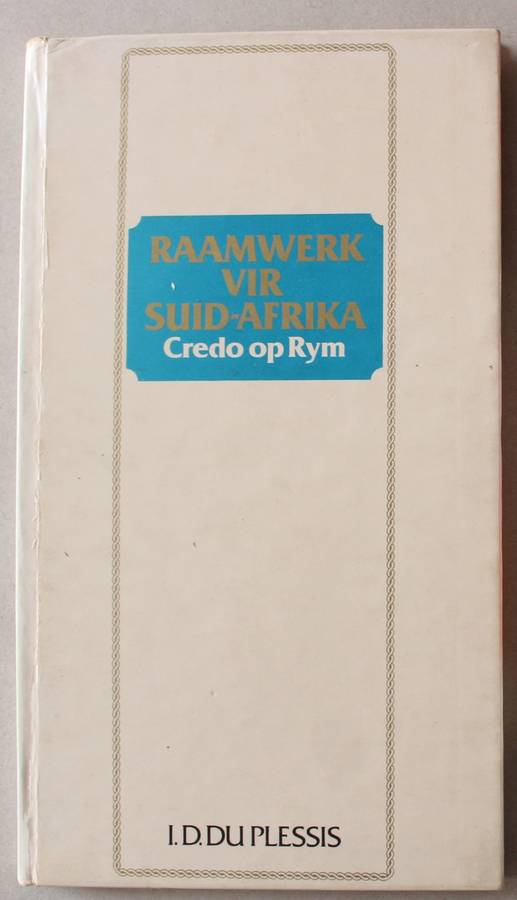 RAAMWERK
VIR
SUID-AFRIKA
Credo op Rym
I.D. DU PLESSIS